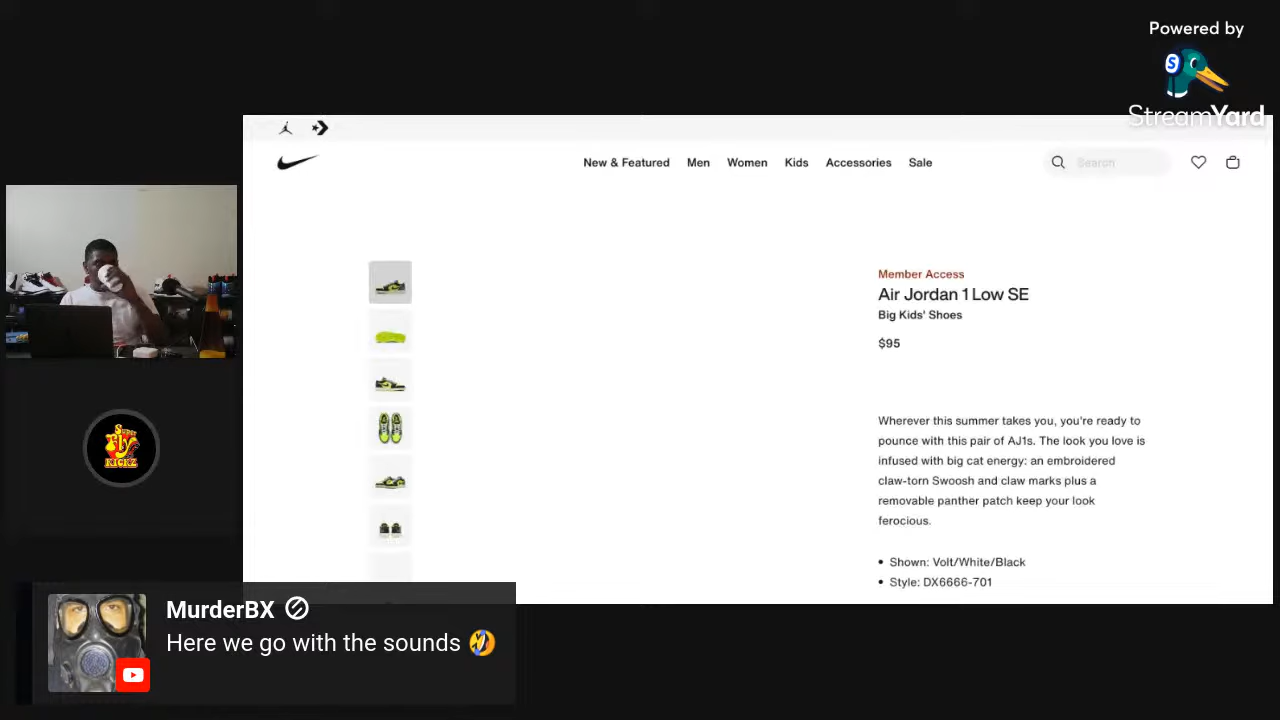 Powered by
StreamYard
New & Featured Men Women Kids Accessories Sale
Search
Member Access
Air Jordan 1 Low SE
Big Kids' Shoes
$95
Wherever this summer takes you, you're ready to
pounce with this pair of AJ1s. The look you love is
infused with big cat energy: an embroidered
claw-torn Swoosh and claw marks plus a
removable panther patch keep your look
ferocious.
• Shown: Volt/White/Black
• Style: DX6666-701
Super
Fly
Kickz
MurderBX
Here we go with the sounds 🤣